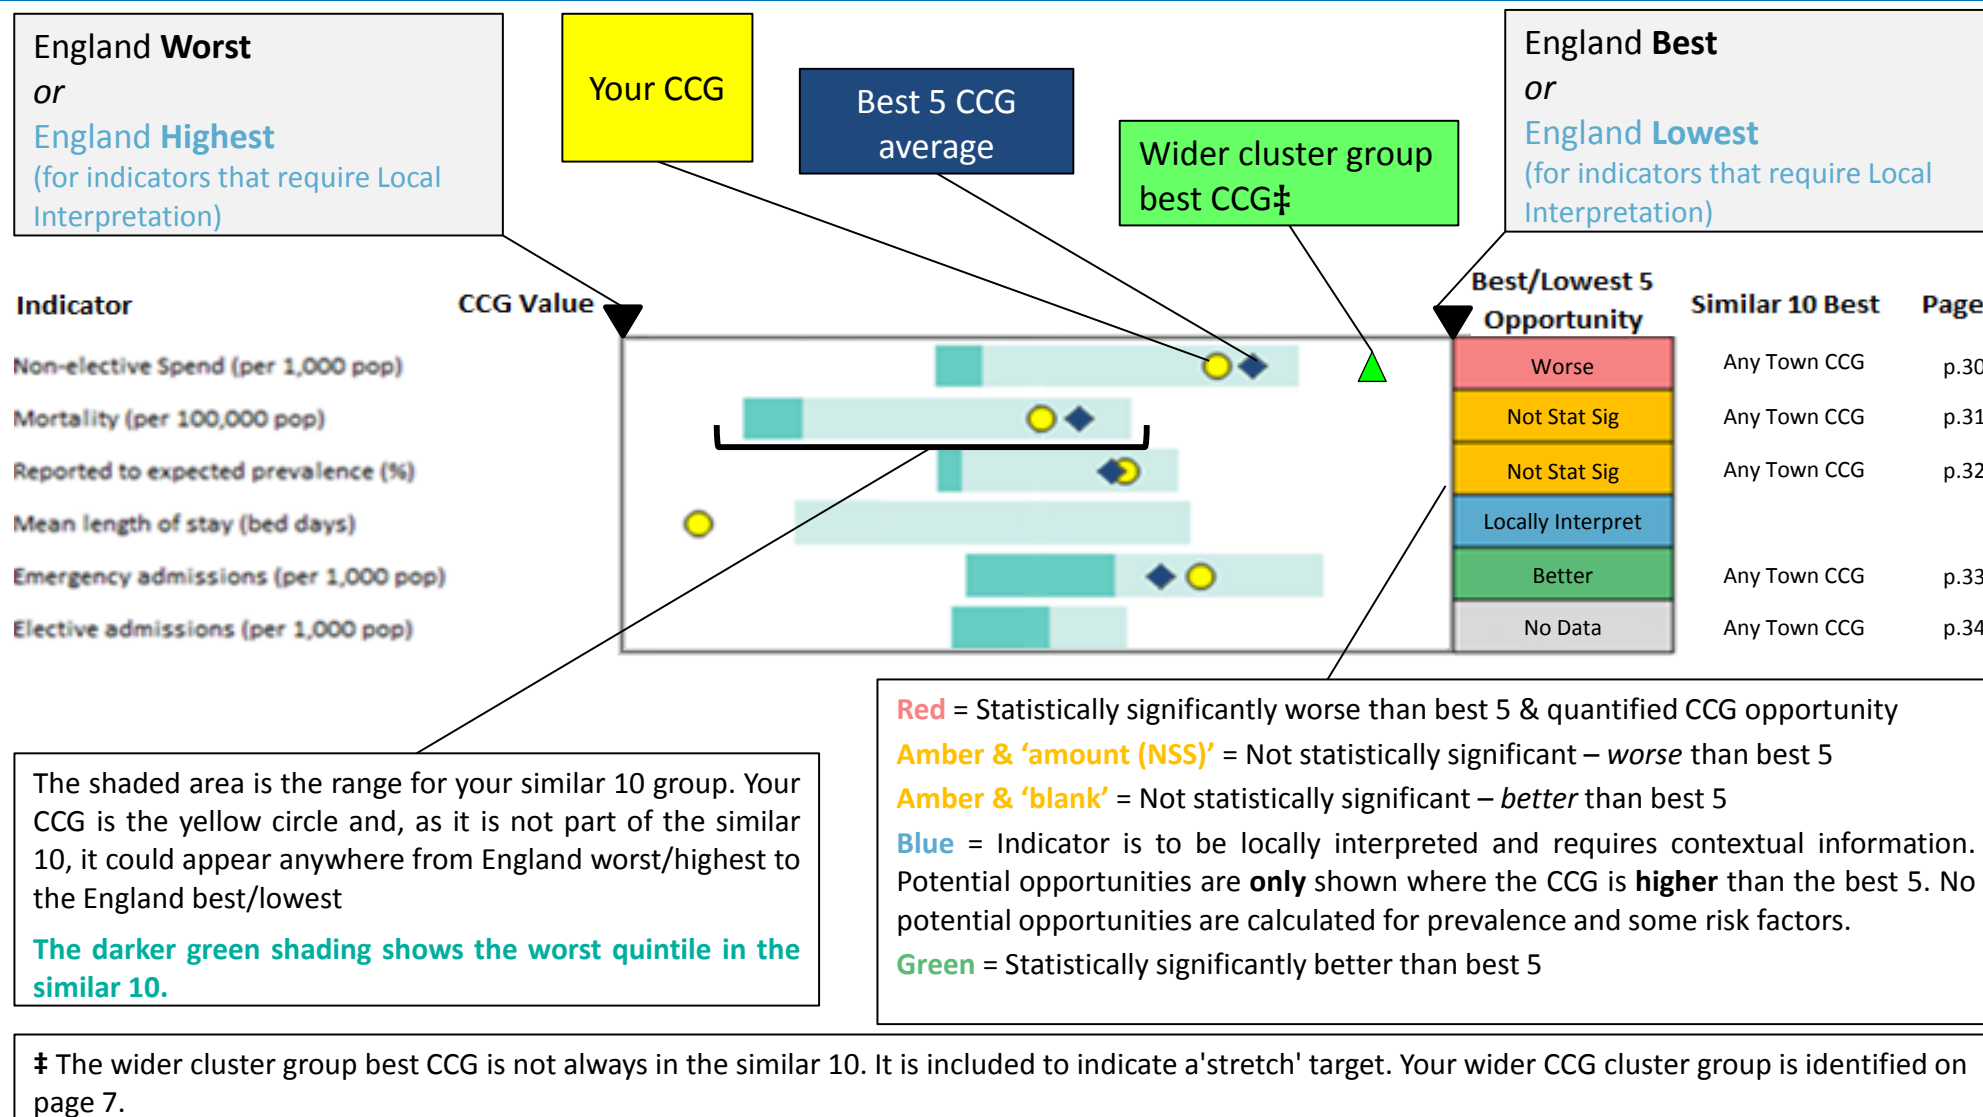 England Worst
or
England Highest
(for indicators that require Local
Interpretation)
Your CCG
Best 5 CCG
average
Wider cluster group
best CCG‡
England Best
or
England Lowest
(for indicators that require Local
Interpretation)
Indicator CCG Value Best/Lowest 5 Opportunity Similar 10 Best Page
Non-elective Spend (per 1,000 pop) Worse Any Town CCG p.30
Mortality (per 100,000 pop) Not Stat Sig Any Town CCG p.31
Reported to expected prevalence (%) Not Stat Sig Any Town CCG p.32
Mean length of stay (bed days) Locally Interpret
Emergency admissions (per 1,000 pop) Better Any Town CCG p.33
Elective admissions (per 1,000 pop) No Data Any Town CCG p.34
The shaded area is the range for your similar 10 group. Your
CCG is the yellow circle and, as it is not part of the similar
10, it could appear anywhere from England worst/highest to
the England best/lowest
The darker green shading shows the worst quintile in the
similar 10.
Red = Statistically significantly worse than best 5 & quantified CCG opportunity
Amber & ‘amount (NSS)’ = Not statistically significant – worse than best 5
Amber & ‘blank’ = Not statistically significant – better than best 5
Blue = Indicator is to be locally interpreted and requires contextual information.
Potential opportunities are only shown where the CCG is higher than the best 5. No
potential opportunities are calculated for prevalence and some risk factors.
Green = Statistically significantly better than best 5
‡ The wider cluster group best CCG is not always in the similar 10. It is included to indicate a'stretch' target. Your wider CCG cluster group is identified on
page 7.